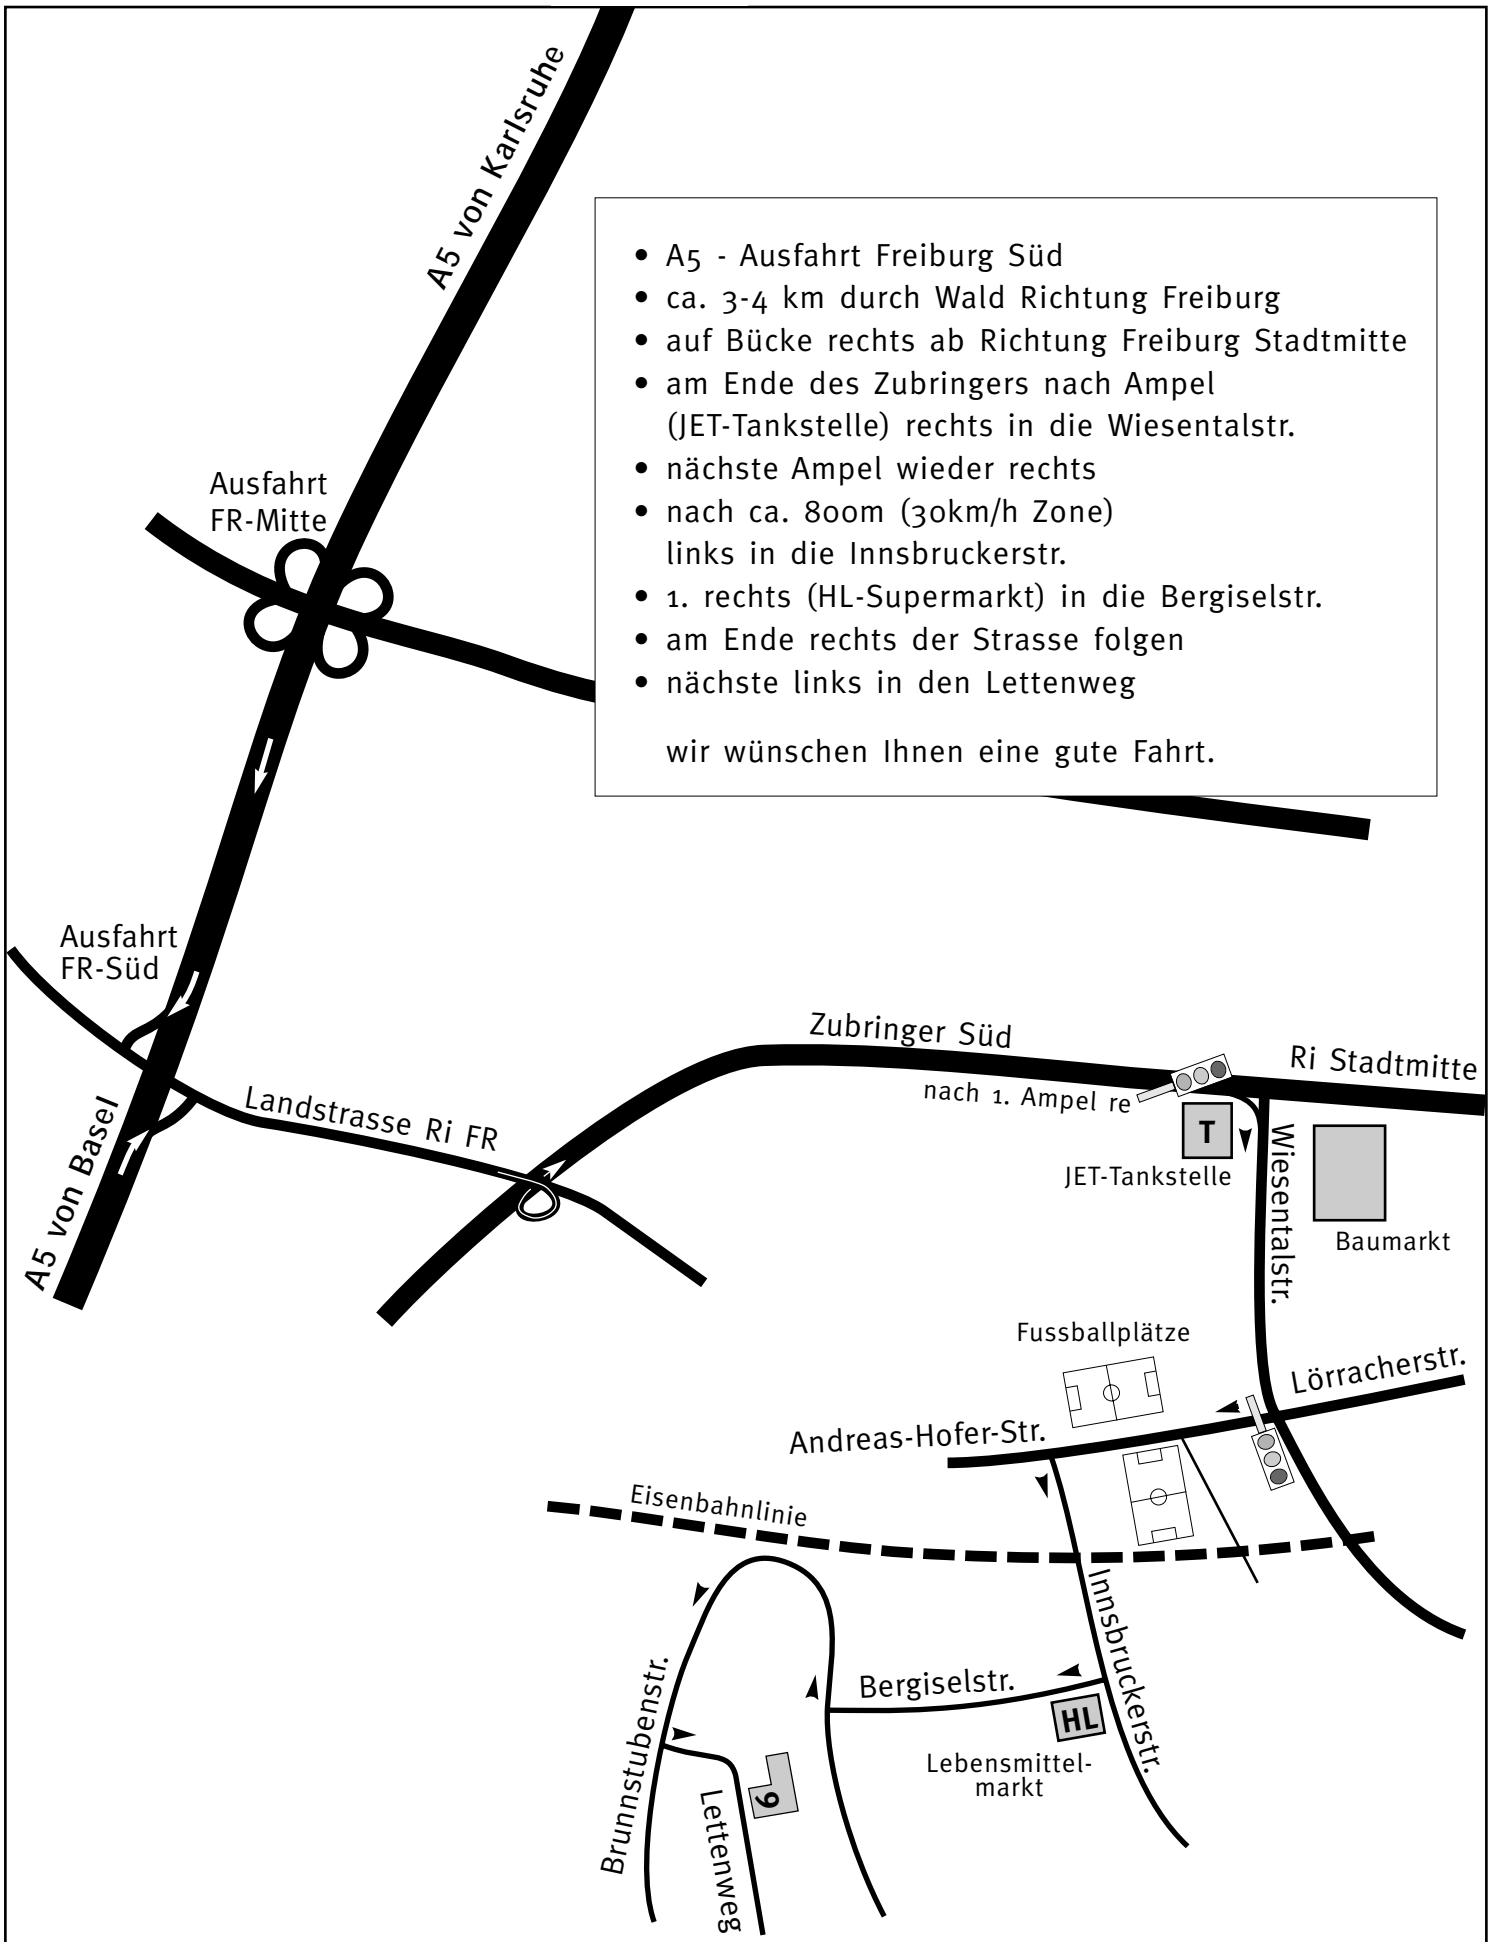 A5 von Karlsruhe
• A5 - Ausfahrt Freiburg Süd
• ca. 3-4 km durch Wald Richtung Freiburg
• auf Bücke rechts ab Richtung Freiburg Stadtmitte
• am Ende des Zubringers nach Ampel
(JET-Tankstelle) rechts in die Wiesentalstr.
• nächste Ampel wieder rechts
• nach ca. 800m (30km/h Zone)
links in die Innsbruckerstr.
• 1. rechts (HL-Supermarkt) in die Bergiselstr.
• am Ende rechts der Strasse folgen
• nächste links in den Lettenweg
wir wünschen Ihnen eine gute Fahrt.
Ausfahrt
FR-Mitte
Ausfahrt
FR-Süd
A5 von Basel
Landstrasse Ri FR
Zubringer Süd
Ri Stadtmitte
nach 1. Ampel re
T
JET-Tankstelle
Wiesentalstr.
Baumarkt
Fussballplätze
Lörracherstr.
Andreas-Hofer-Str.
Eisenbahnlinie
Innsbruckerstr.
Bergiselstr.
HL
Lebensmittel-
markt
Brunnstubenstr.
9
Lettenweg